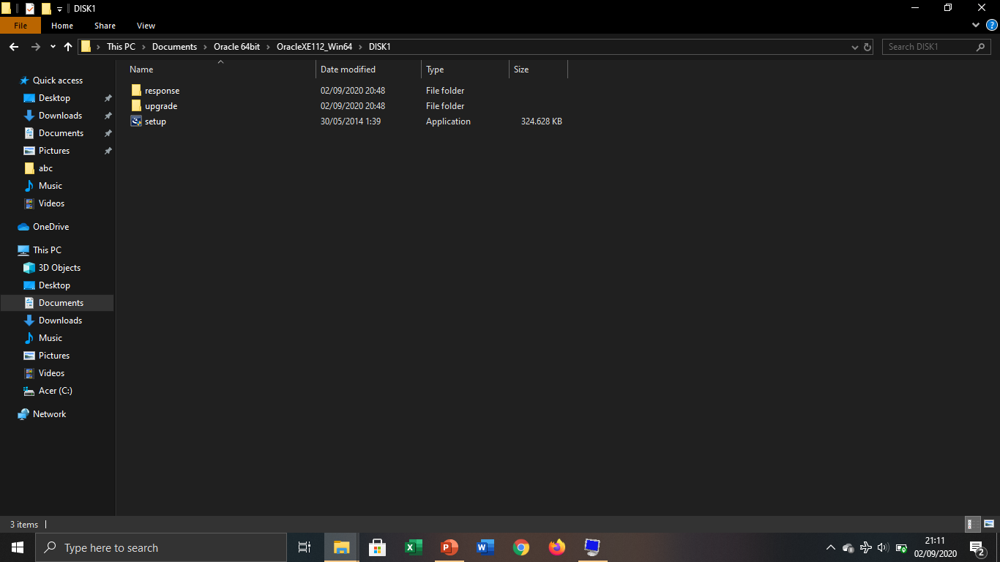 DISK1
File Home Share View
This PC Documents Oracle 64bit OracleXE112_Win64 DISK1 Search DISK1
Name Date modified Type Size
response 02/09/2020 20:48 File folder
upgrade 02/09/2020 20:48 File folder
setup 30/05/2014 1:39 Application 324.628 KB
Quick access
Desktop
Downloads
Documents
Pictures
abc
Music
Videos
OneDrive
This PC
3D Objects
Desktop
Documents
Downloads
Music
Pictures
Videos
Acer (C:)
Network
3 items
Type here to search
21:11
02/09/2020
2